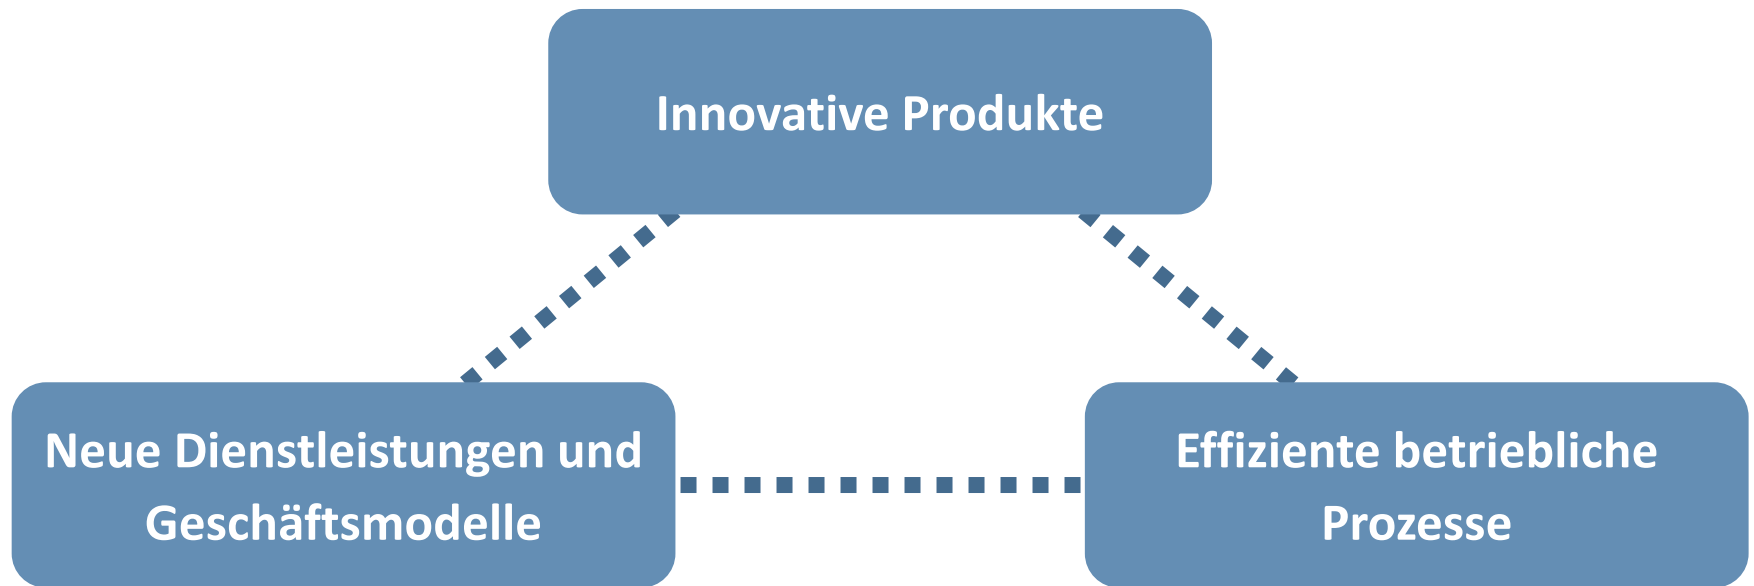 Innovative Produkte
Neue Dienstleistungen und
Geschäftsmodelle
Effiziente betriebliche
Prozesse